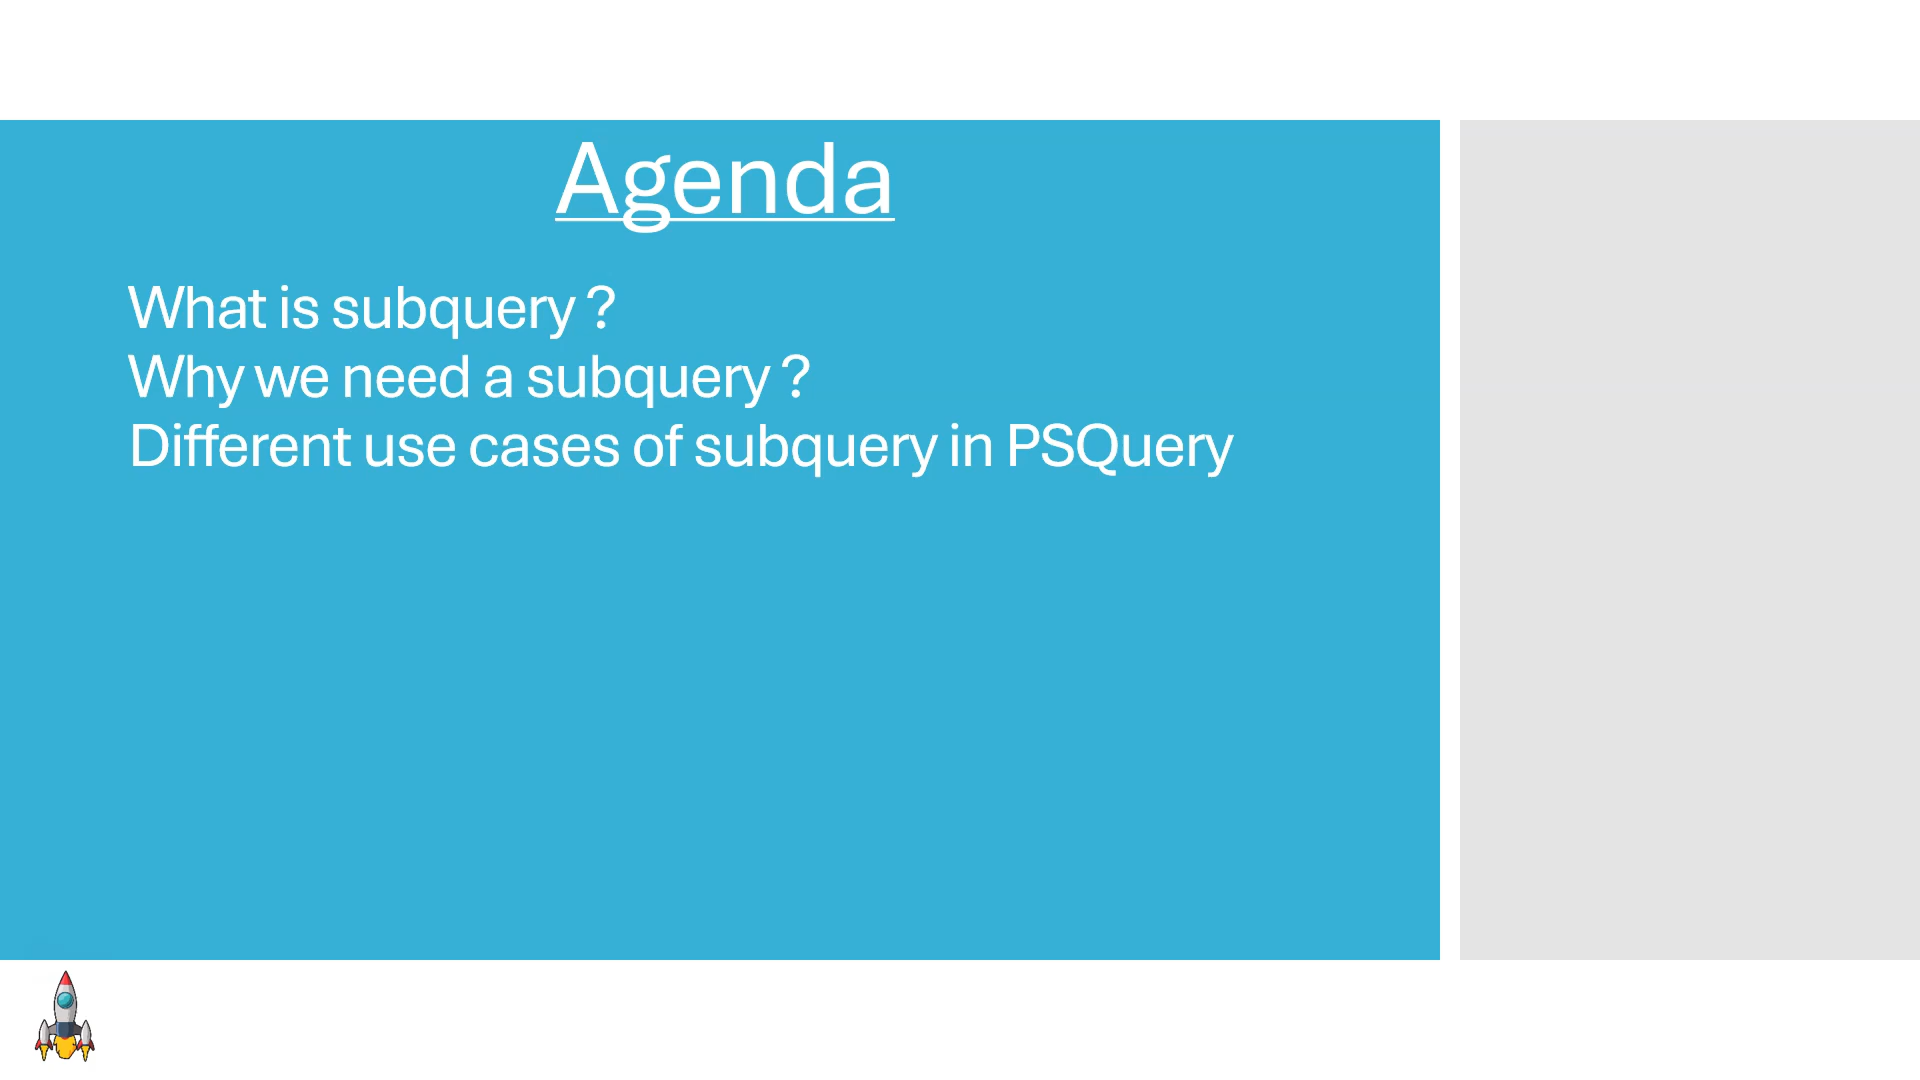 Agenda
What is subquery ?
Why we need a subquery ?
Different use cases of subquery in PSQuery